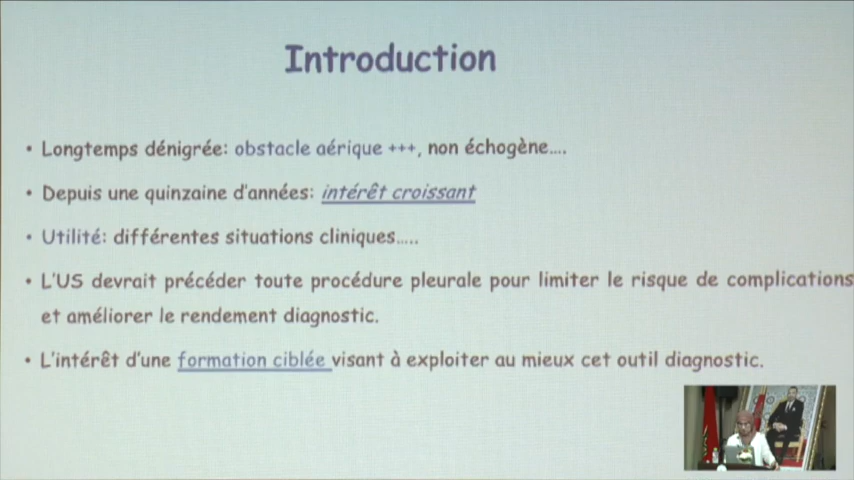 Introduction
• Longtemps dénigrée: obstacle aérique +++, non échogène....
• Depuis une quinzaine d'années: intérêt croissant
• Utilité: différentes situations cliniques.....
• L'US devrait précéder toute procédure pleurale pour limiter le risque de complications
et améliorer le rendement diagnostic.
• L'intérêt d'une formation ciblée visant à exploiter au mieux cet outil diagnostic.